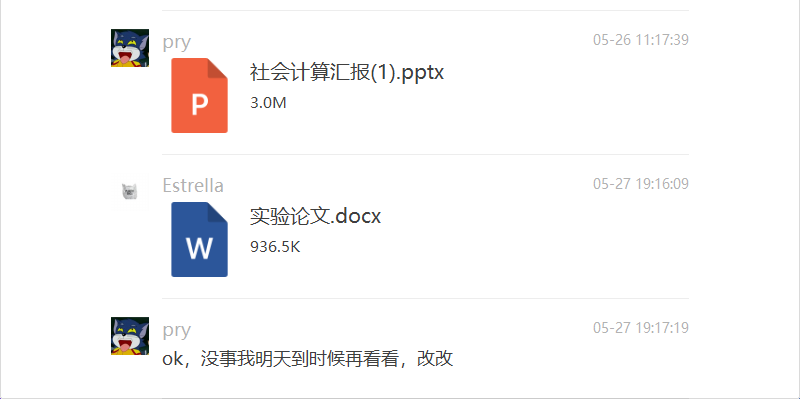 pry
05-26 11:17:39
社会计算汇报(1).pptx
P
3.0M
Estrella
05-27 19:16:09
实验论文.docx
W
936.5K
pry
05-27 19:17:19
ok，没事我明天到时候再看看，改改